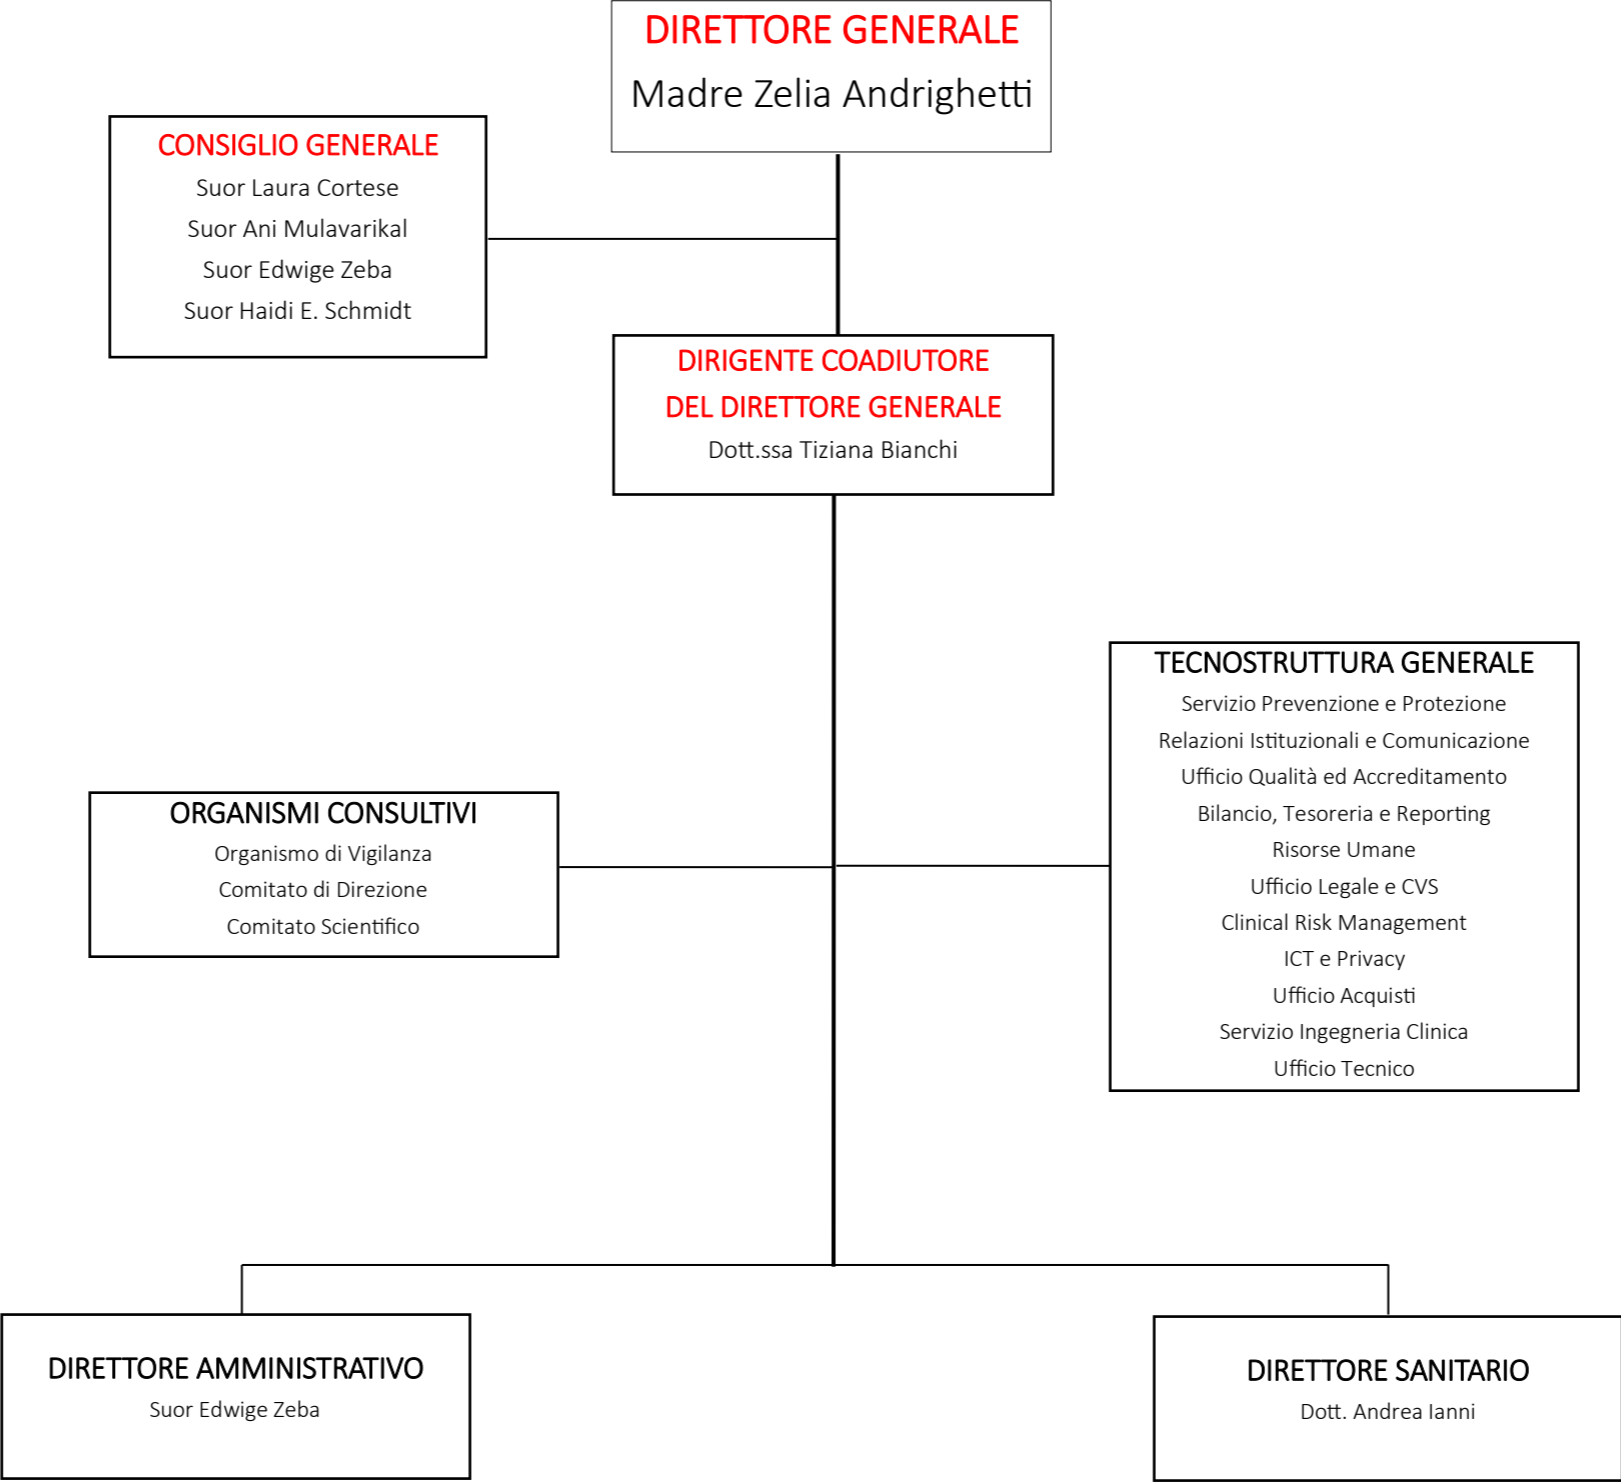 DIRETTORE GENERALE
Madre Zelia Andrighetti
CONSIGLIO GENERALE
Suor Laura Cortese
Suor Ani Mulavarikal
Suor Edwige Zeba
Suor Haidi E. Schmidt
DIRIGENTE COADIUTORE
DEL DIRETTORE GENERALE
Dott.ssa Tiziana Bianchi
TECNOSTRUTTURA GENERALE
Servizio Prevenzione e Protezione
Relazioni Istituzionali e Comunicazione
Ufficio Qualità ed Accreditamento
Bilancio, Tesoreria e Reporting
Risorse Umane
Ufficio Legale e CVS
Clinical Risk Management
ICT e Privacy
Ufficio Acquisti
Servizio Ingegneria Clinica
Ufficio Tecnico
ORGANISMI CONSULTIVI
Organismo di Vigilanza
Comitato di Direzione
Comitato Scientifico
DIRETTORE AMMINISTRATIVO
Suor Edwige Zeba
DIRETTORE SANITARIO
Dott. Andrea Ianni